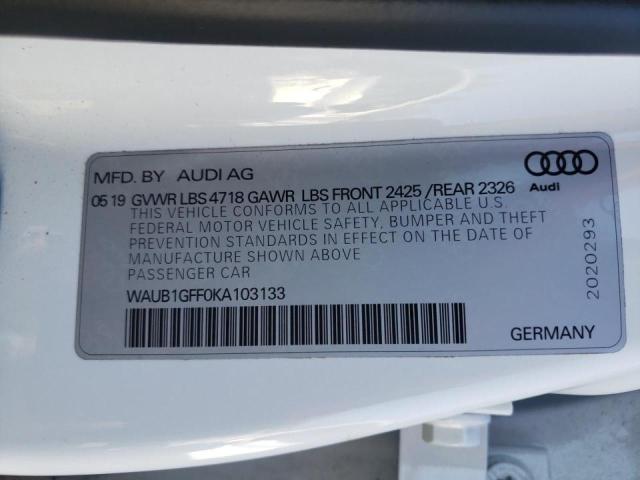 MFD. BY AUDI AG
05 19 GVWR LBS 4718 GAWR LBS FRONT 2425 /REAR 2326
THIS VEHICLE CONFORMS TO ALL APPLICABLE U.S.
FEDERAL MOTOR VEHICLE SAFETY, BUMPER AND THEFT
PREVENTION STANDARDS IN EFFECT ON THE DATE OF
MANUFACTURE SHOWN ABOVE
PASSENGER CAR
WAUB1GFF0KA103133
Audi
2020293
GERMANY